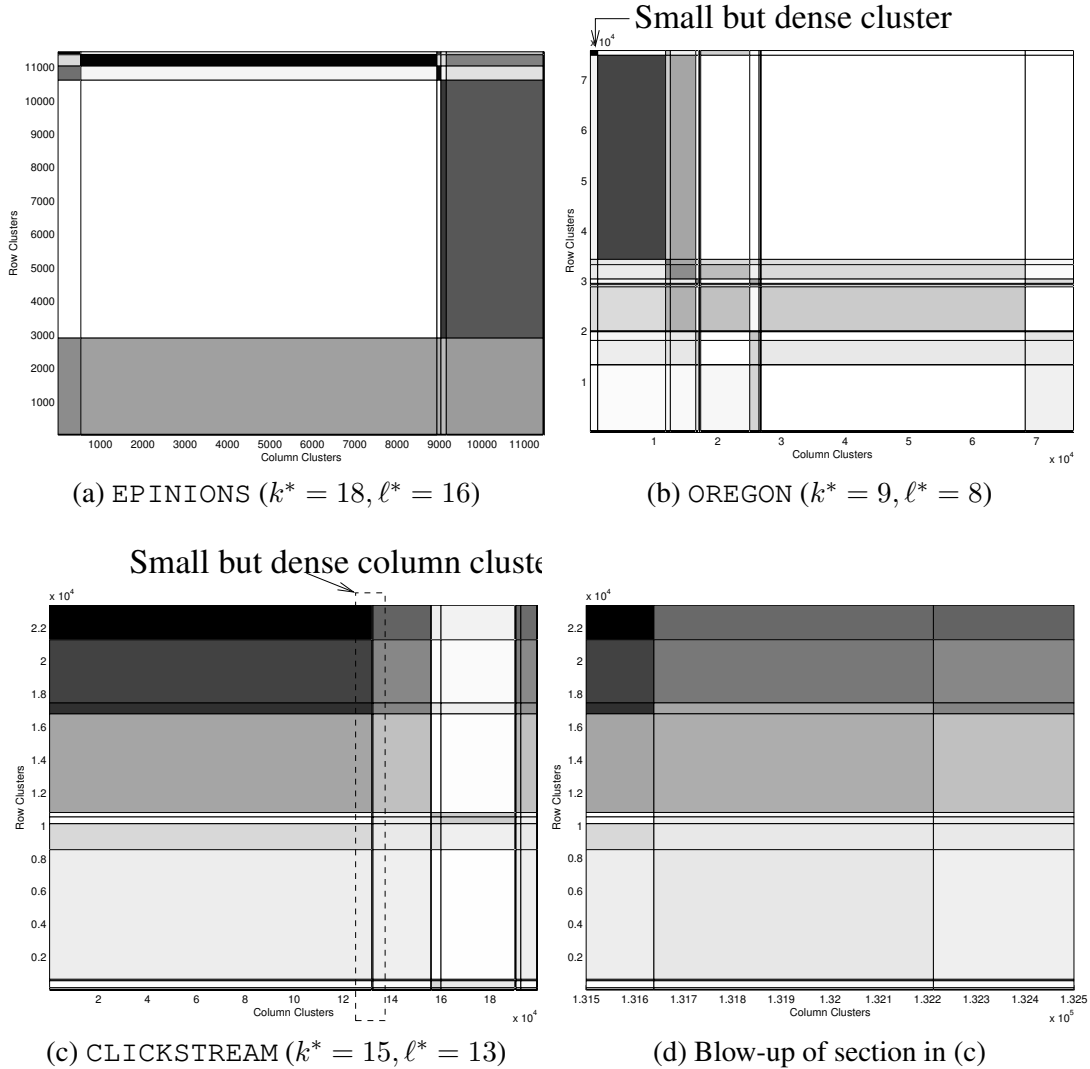 Small but dense cluster
x 10^4
11000
10000
9000
8000
7000
6000
5000
4000
3000
2000
1000
Row Clusters
1000 2000 3000 4000 5000 6000 7000 8000 9000 10000 11000
Column Clusters
7
6
5
4
3
2
1
Row Clusters
1 2 3 4 5 6 7
Column Clusters
x 10^4
(a) EPINIONS (k* = 18, ℓ* = 16)
(b) OREGON (k* = 9, ℓ* = 8)
Small but dense column cluste
x 10^4
2.2
2
1.8
1.6
1.4
1.2
1
0.8
0.6
0.4
0.2
Row Clusters
2 4 6 8 10 12 14 16 18
Column Clusters
x 10^4
x 10^4
2.2
2
1.8
1.6
1.4
1.2
1
0.8
0.6
0.4
0.2
Row Clusters
1.315 1.316 1.317 1.318 1.319 1.32 1.321 1.322 1.323 1.324 1.325
Column Clusters
x 10^5
(c) CLICKSTREAM (k* = 15, ℓ* = 13)
(d) Blow-up of section in (c)